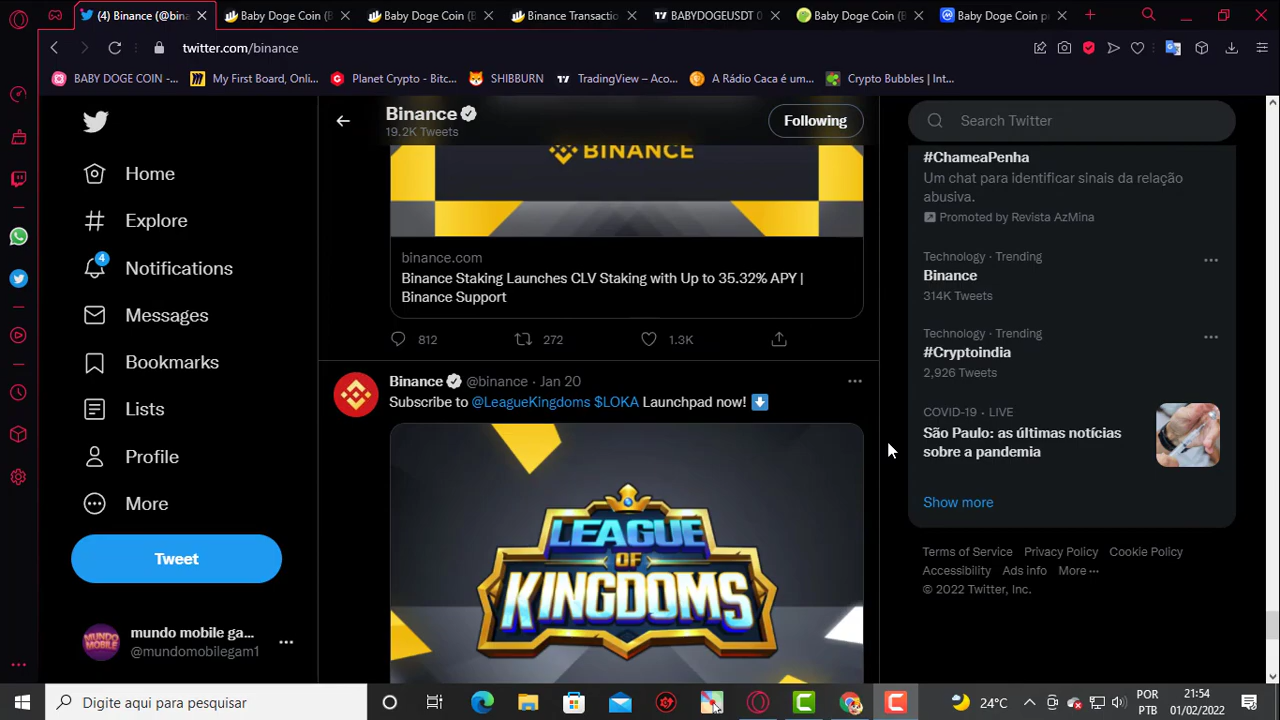 (4) Binance (@bina
Baby Doge Coin (B
Baby Doge Coin (B
Binance Transactio
BABYDOGEUSDT 0
Baby Doge Coin (B
Baby Doge Coin p
twitter.com/binance
BABY DOGE COIN -...
My First Board, Onli...
Planet Crypto - Bitc...
SHIBBURN
TradingView – Aco...
A Rádio Caca é um...
Crypto Bubbles | Int...
Home
Explore
4
Notifications
Messages
Bookmarks
Lists
Profile
More
Tweet
mundo mobile ga...
@mundomobilegam1
Binance
19.2K Tweets
Following
BINANCE
binance.com
Binance Staking Launches CLV Staking with Up to 35.32% APY |
Binance Support
812
272
1.3K
Binance @binance · Jan 20
Subscribe to @LeagueKingdoms $LOKA Launchpad now!
LEAGUE
OF
KINGDOMS
Search Twitter
#ChameaPenha
Um chat para identificar sinais da relação
abusiva.
Promoted by Revista AzMina
Technology · Trending
Binance
314K Tweets
Technology · Trending
#Cryptoindia
2,926 Tweets
COVID-19 · LIVE
São Paulo: as últimas notícias
sobre a pandemia
Show more
Terms of Service Privacy Policy Cookie Policy
Accessibility Ads info More ···
© 2022 Twitter, Inc.
Digite aqui para pesquisar
24°C
POR
PTB
21:54
01/02/2022
MUNDO
MOBILE